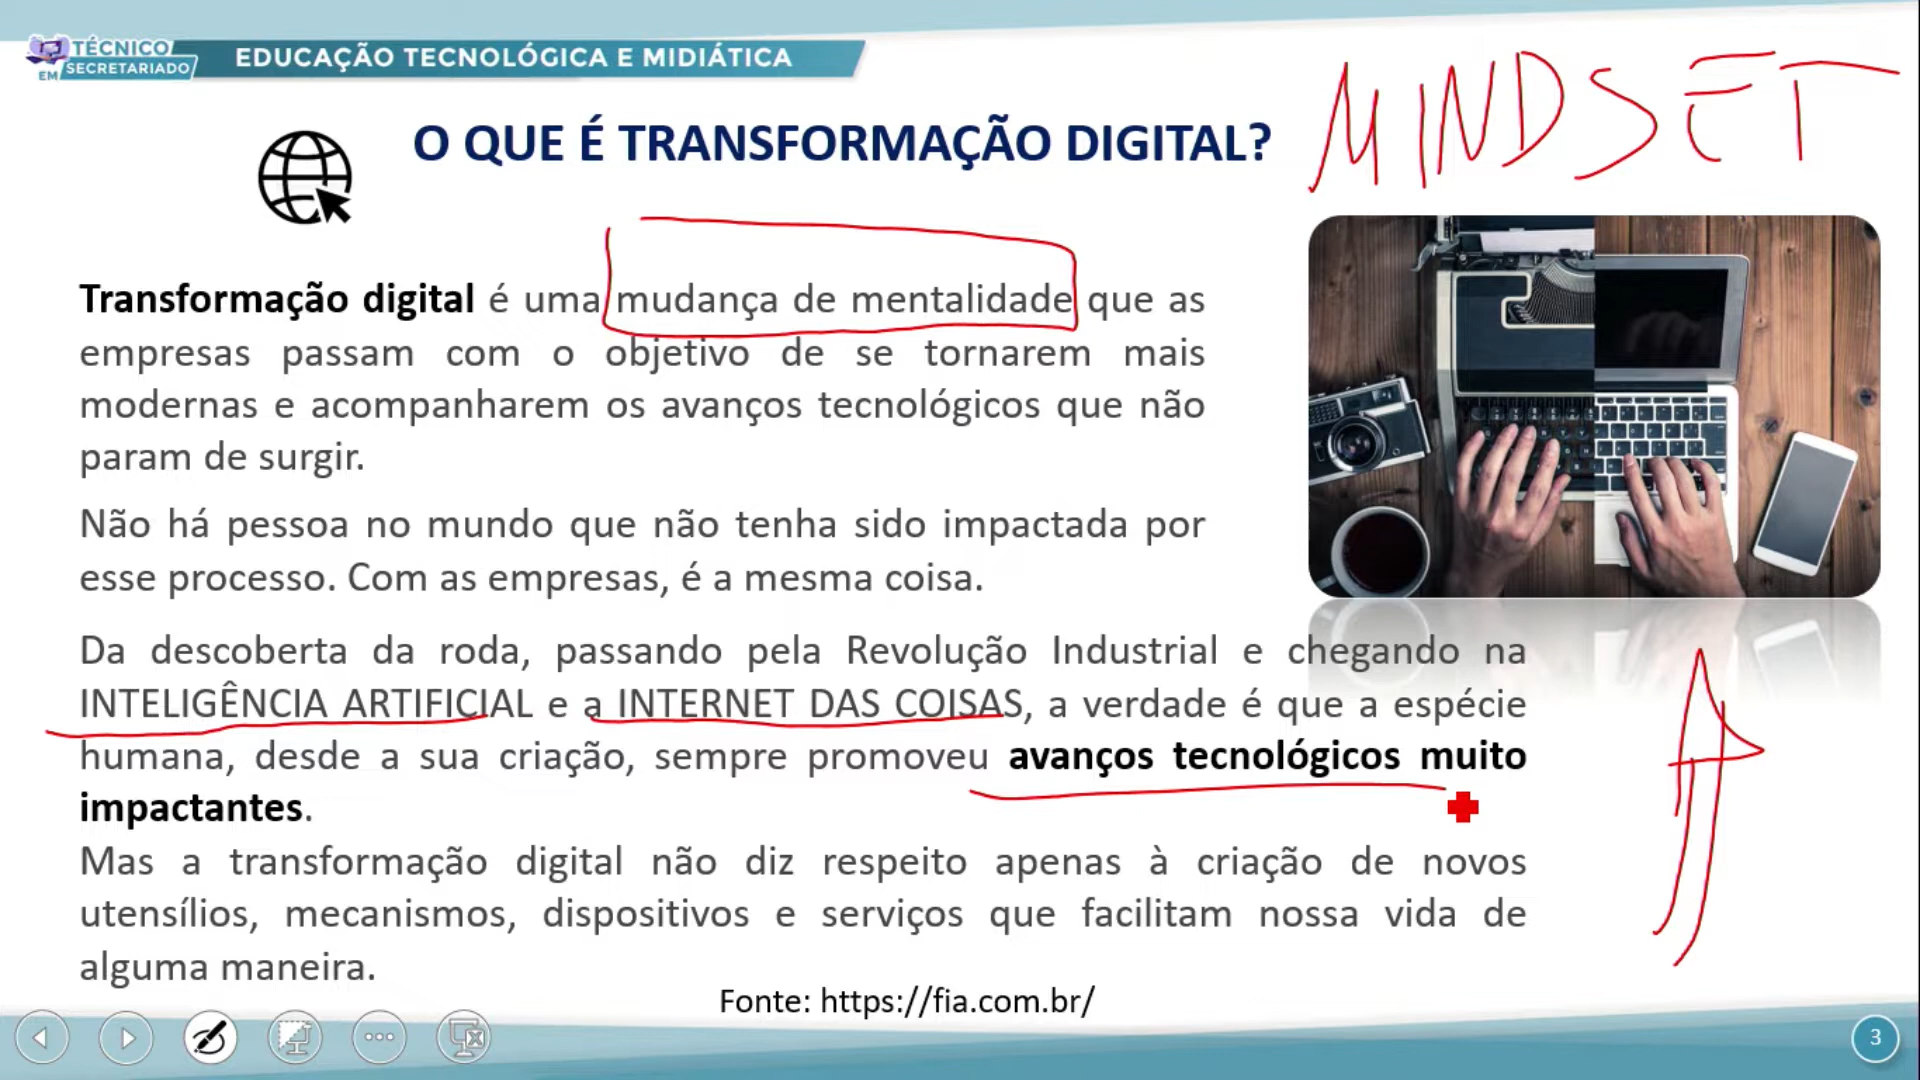 TÉCNICO
EM SECRETARIADO
EDUCAÇÃO TECNOLÓGICA E MIDIÁTICA
MINDSET
O QUE É TRANSFORMAÇÃO DIGITAL?
Transformação digital é uma mudança de mentalidade que as
empresas passam com o objetivo de se tornarem mais
modernas e acompanharem os avanços tecnológicos que não
param de surgir.
Não há pessoa no mundo que não tenha sido impactada por
esse processo. Com as empresas, é a mesma coisa.
Da descoberta da roda, passando pela Revolução Industrial e chegando na
INTELIGÊNCIA ARTIFICIAL e a INTERNET DAS COISAS, a verdade é que a espécie
humana, desde a sua criação, sempre promoveu avanços tecnológicos muito
impactantes.
Mas a transformação digital não diz respeito apenas à criação de novos
utensílios, mecanismos, dispositivos e serviços que facilitam nossa vida de
alguma maneira.
Fonte: https://fia.com.br/
3